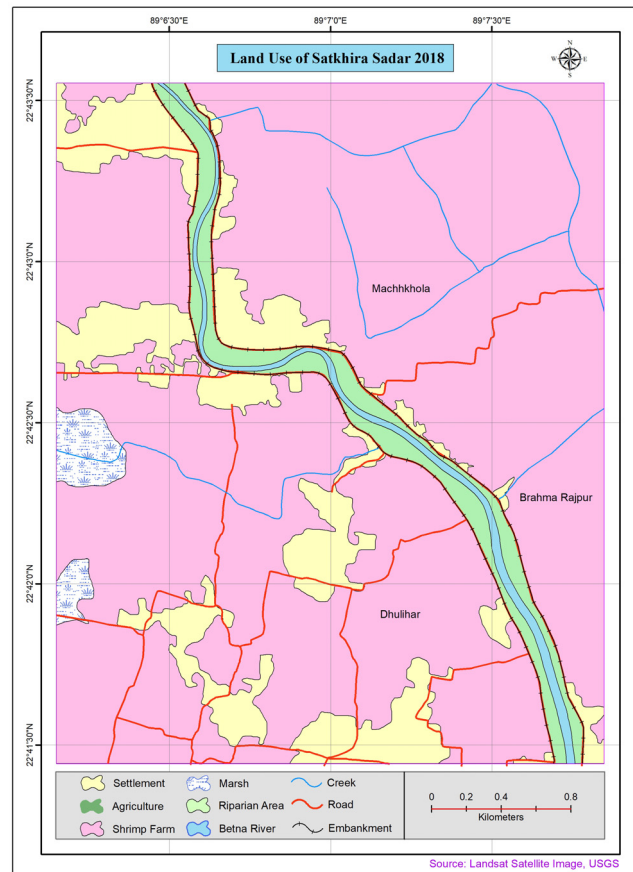 89°6'30"E 89°7'0"E 89°7'30"E
Land Use of Satkhira Sadar 2018
N
W E
S
22°43'30"N
22°43'0"N
Machhkhola
22°42'30"N
Brahma Rajpur
22°42'0"N
Dhulihar
22°41'30"N
Settlement Marsh Creek
Agriculture Riparian Area Road
Shrimp Farm Betna River Embankment
0 0.2 0.4 0.6 0.8
Kilometers
Source: Landsat Satellite Image, USGS